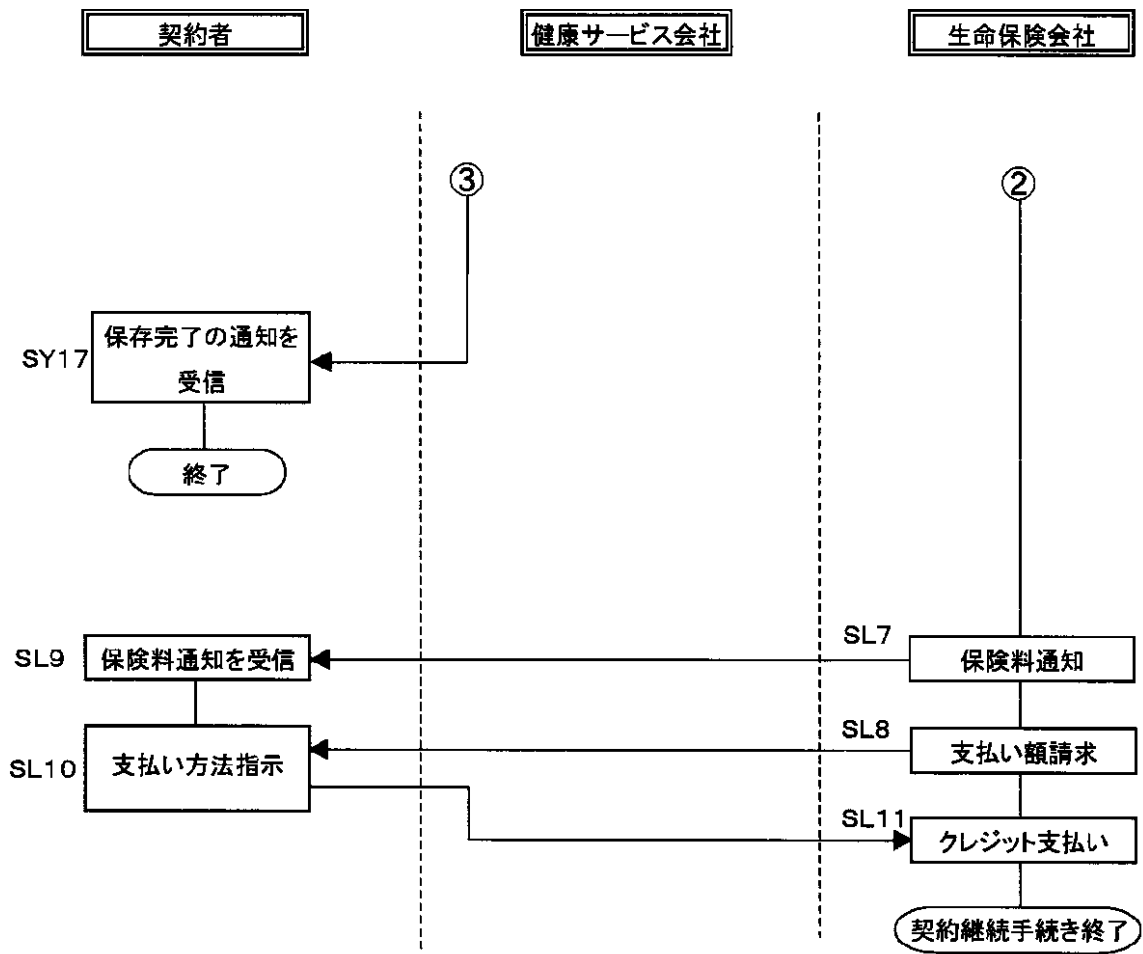 契約者
健康サービス会社
生命保険会社
③
②
SY17
保存完了の通知を
受信
終了
SL9
保険料通知を受信
SL7
保険料通知
SL10
支払い方法指示
SL8
支払い額請求
SL11
クレジット支払い
契約継続手続き終了